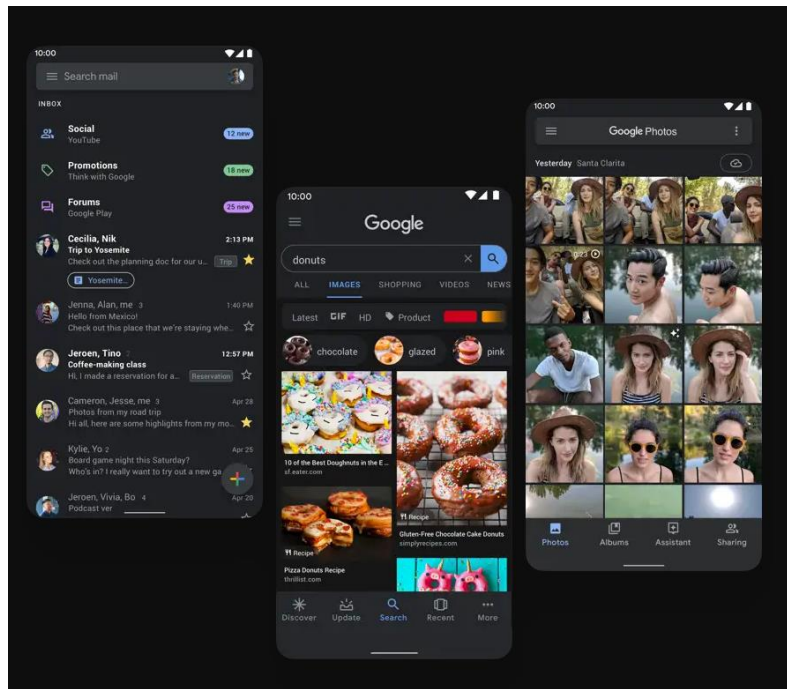 10:00
Search mail
INBOX
Social
YouTube
12 new
Promotions
Think with Google
18 new
Forums
Google Play
25 new
Cecilia, Nik
2:13 PM
Trip to Yosemite
Check out the planning doc for our u...
Trip
Yosemite..
Jenna, Alan, me 3
1:40 PM
Hello from Mexico!
Check out this place that we're staying whe...
Jeroen, Tino 2
12:57 PM
Coffee-making class
Hi, I made a reservation for a...
Reservation
Cameron, Jesse, me 3
Apr 28
Photos from my road trip
Hi all, here are some highlights from my mo...
Kylie, Yo 2
Apr 25
Board game night this Saturday?
Who's in? I really want to try out a new ga
Jeroen, Vivia, Bo 4
Apr 20
Podcast ver
10:00
Google
donuts
ALL IMAGES SHOPPING VIDEOS NEWS
Latest GIF HD Product
chocolate glazed pink
10 of the Best Doughnuts in the E ...
sf.eater.com
Recipe
Pizza Donuts Recipe
thrillist.com
Recipe
Gluten-Free Chocolate Cake Donuts
simplyrecipes.com
Discover Update Search Recent More
10:00
Google Photos
Yesterday Santa Clarita
0:23
Photos Albums Assistant Sharing